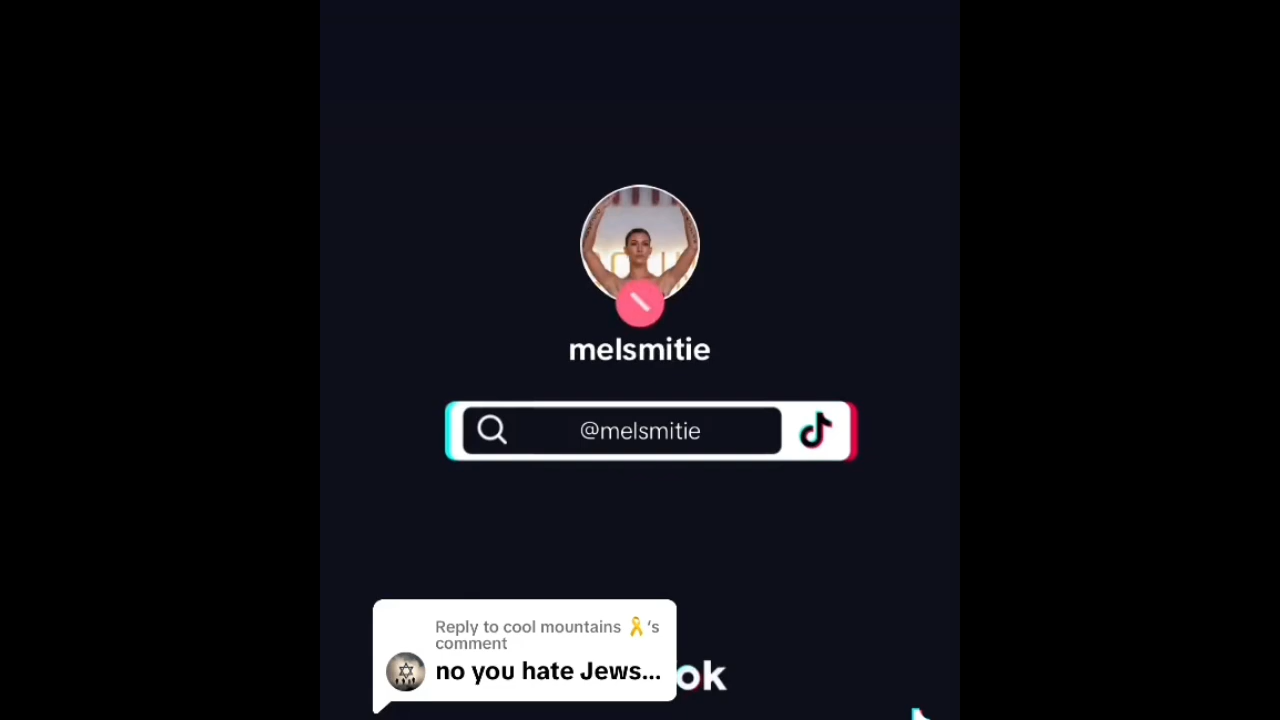 melsmitie
@melsmitie
Reply to cool mountains 🎗️‘s
comment
no you hate Jews...
ok